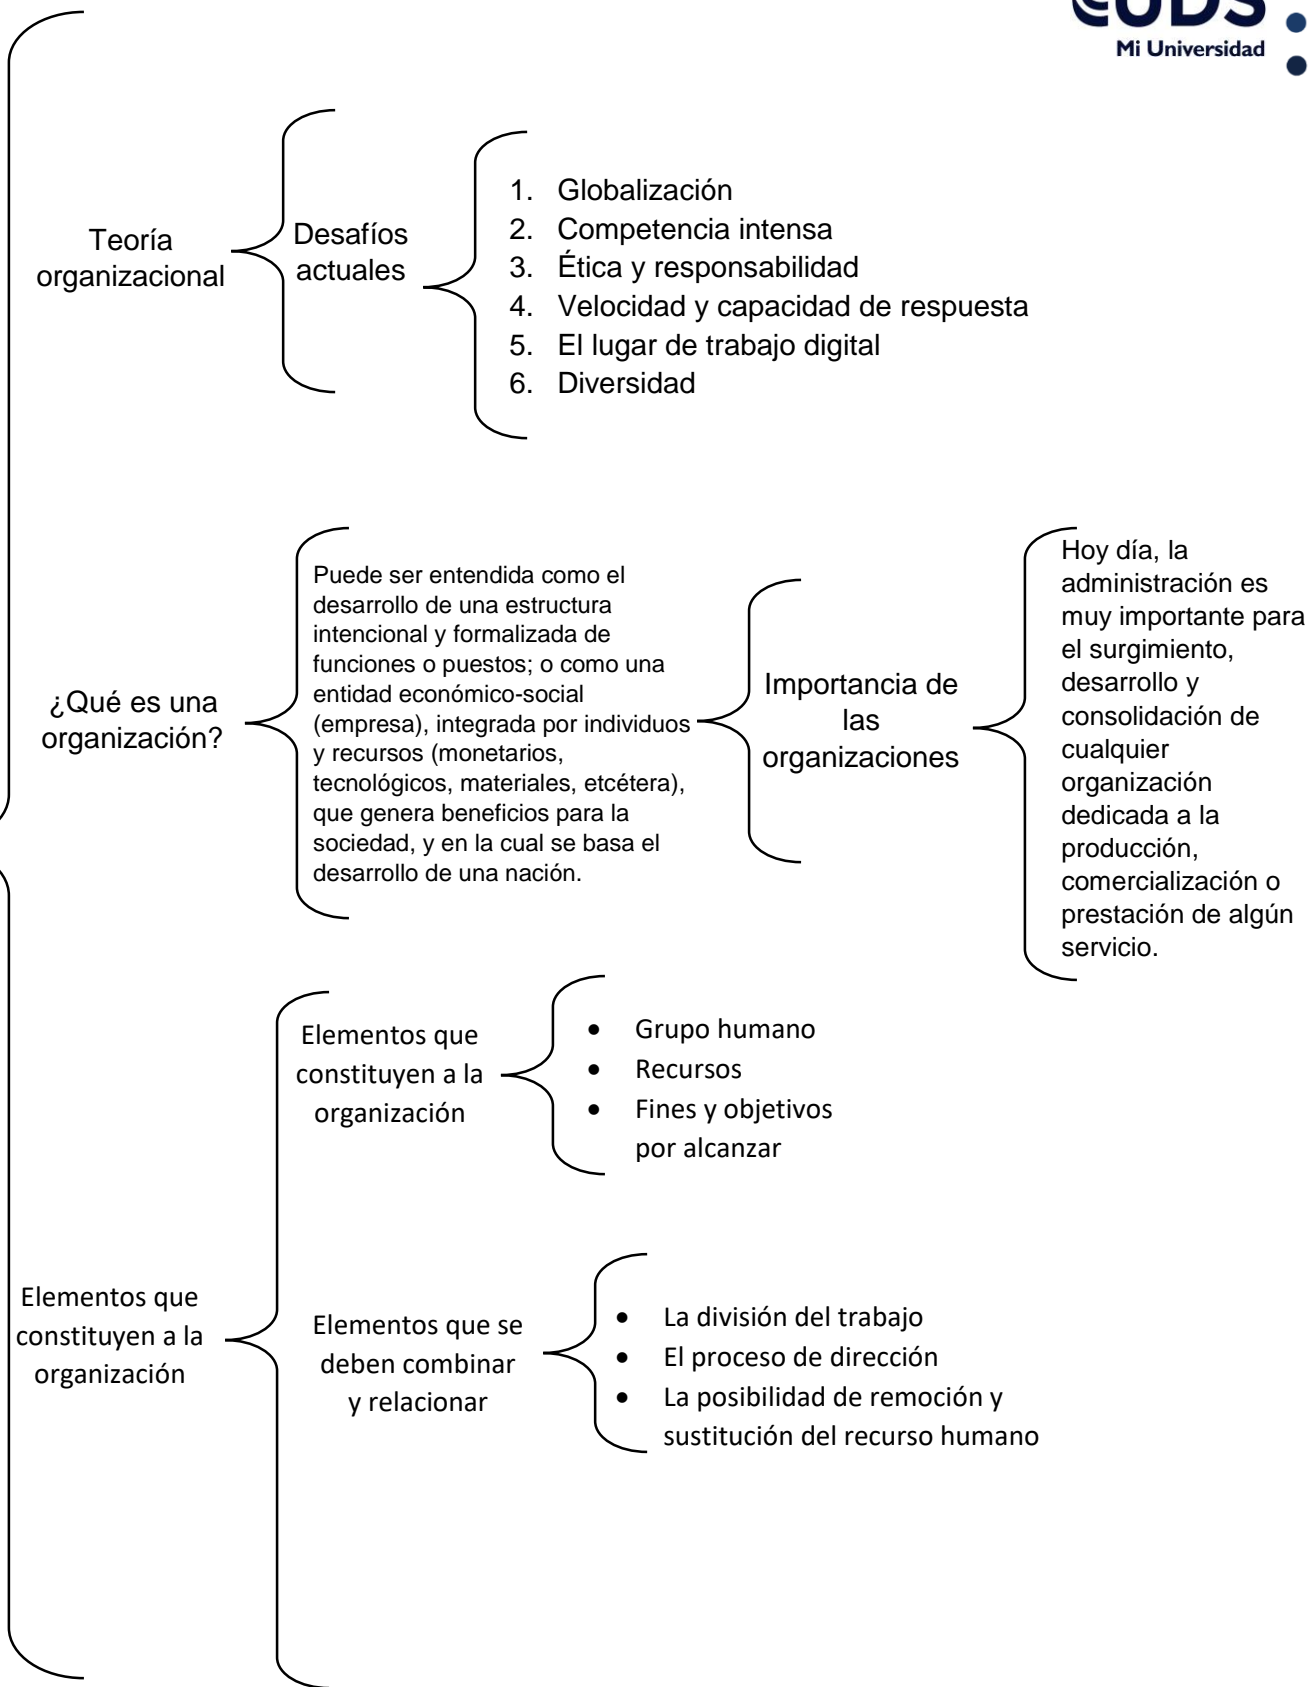 UDS
Mi Universidad
Teoría
organizacional
Desafíos
actuales
1. Globalización
2. Competencia intensa
3. Ética y responsabilidad
4. Velocidad y capacidad de respuesta
5. El lugar de trabajo digital
6. Diversidad
¿Qué es una
organización?
Puede ser entendida como el
desarrollo de una estructura
intencional y formalizada de
funciones o puestos; o como una
entidad económico-social
(empresa), integrada por individuos
y recursos (monetarios,
tecnológicos, materiales, etcétera),
que genera beneficios para la
sociedad, y en la cual se basa el
desarrollo de una nación.
Importancia de
las
organizaciones
Hoy día, la
administración es
muy importante para
el surgimiento,
desarrollo y
consolidación de
cualquier
organización
dedicada a la
producción,
comercialización o
prestación de algún
servicio.
Elementos que
constituyen a la
organización
Elementos que
constituyen a la
organización
• Grupo humano
• Recursos
• Fines y objetivos
por alcanzar
Elementos que se
deben combinar
y relacionar
• La división del trabajo
• El proceso de dirección
• La posibilidad de remoción y
sustitución del recurso humano